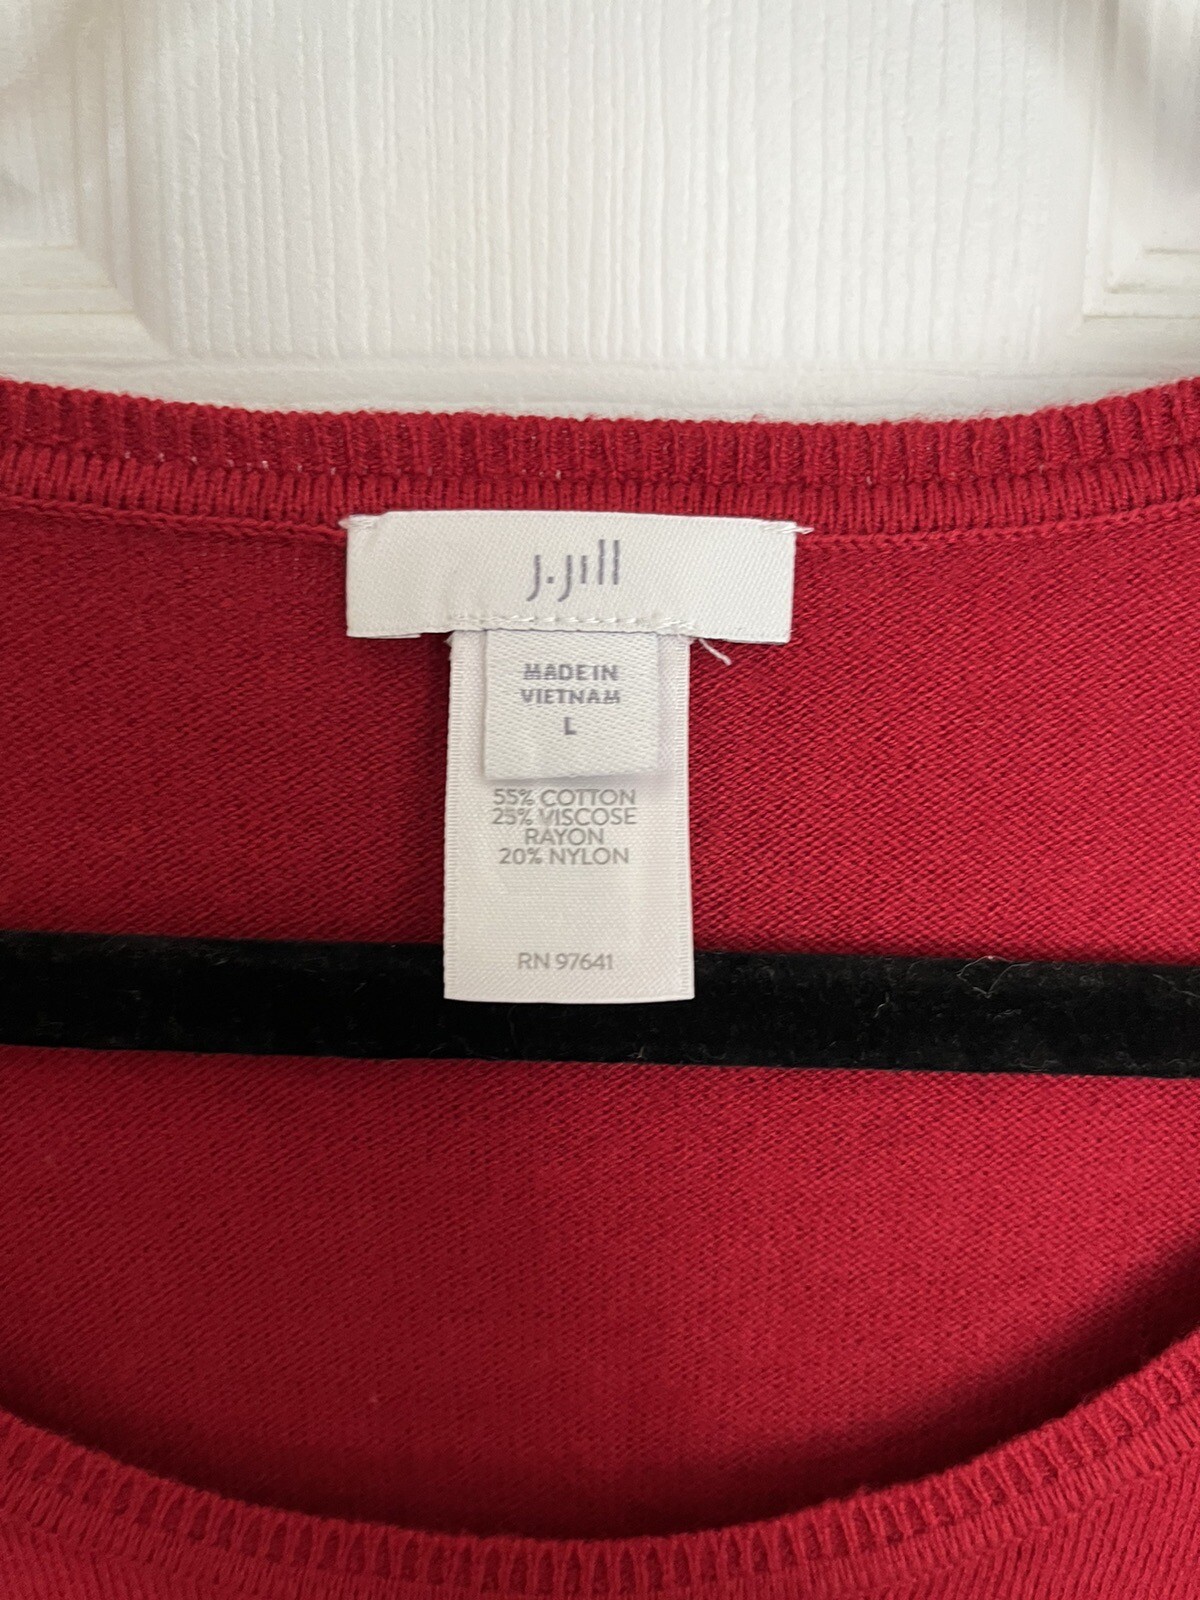 j.jill
MADE IN
VIETNAM
L
55% COTTON
25% VISCOSE
RAYON
20% NYLON
RN 97641